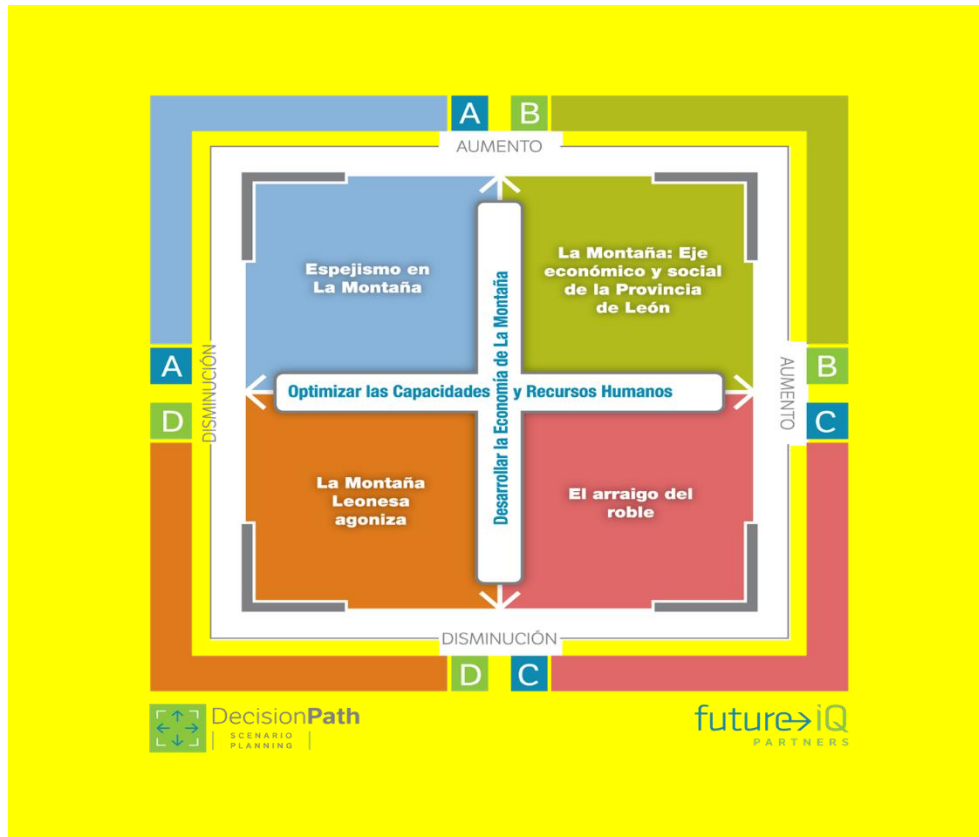 A B
AUMENTO
Espejismo en
La Montaña
La Montaña: Eje
económico y social
de la Provincia
de León
A
DISMINUCIÓN
D
Optimizar las Capacidades y Recursos Humanos
Desarrollar la Economía de La Montaña
B
AUMENTO
C
La Montaña
Leonesa
agoniza
El arraigo del
roble
DISMINUCIÓN
D C
DecisionPath
SCENARIO
PLANNING
future iQ
PARTNERS